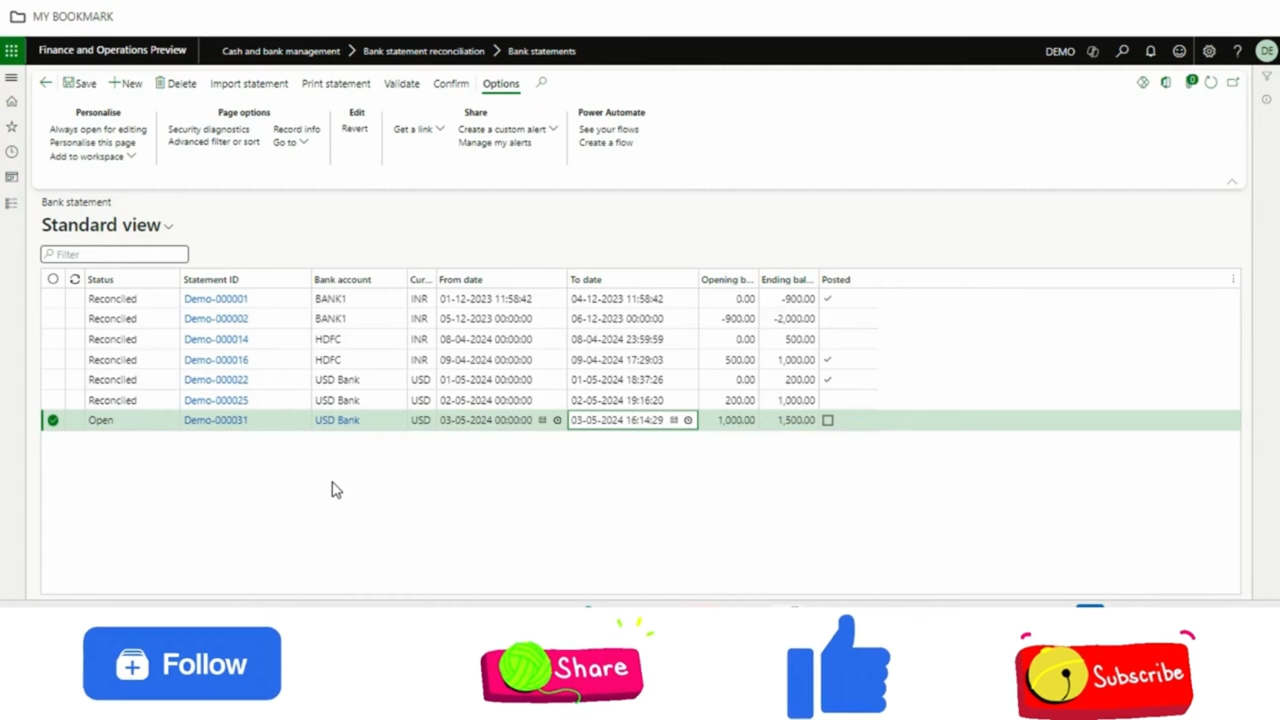 MY BOOKMARK
Finance and Operations Preview Cash and bank management Bank statement reconciliation Bank statements DEMO ? DE
Save New Delete Import statement Print statement Validate Confirm Options 0
Personalise Page options Edit Share Power Automate
Always open for editing Security diagnostics Record info Revert Get a link Create a custom alert See your flows
Personalise this page Advanced filter or sort Go to Manage my alerts Create a flow
Add to workspace
Bank statement
Standard view
Filter
Status Statement ID Bank account Cur... From date To date Opening b... Ending bal... Posted
Reconciled Demo-000001 BANK1 INR 01-12-2023 11:58:42 04-12-2023 11:58:42 0.00 -900.00
Reconciled Demo-000002 BANK1 INR 05-12-2023 00:00:00 06-12-2023 00:00:00 -900.00 -2,000.00
Reconciled Demo-000014 HDFC INR 08-04-2024 00:00:00 08-04-2024 23:59:59 0.00 500.00
Reconciled Demo-000016 HDFC INR 09-04-2024 00:00:00 09-04-2024 17:29:03 500.00 1,000.00
Reconciled Demo-000022 USD Bank USD 01-05-2024 00:00:00 01-05-2024 18:37:26 0.00 200.00
Reconciled Demo-000025 USD Bank USD 02-05-2024 00:00:00 02-05-2024 19:16:20 200.00 1,000.00
Open Demo-000031 USD Bank USD 03-05-2024 00:00:00 03-05-2024 16:14:29 1,000.00 1,500.00
Follow Share Subscribe